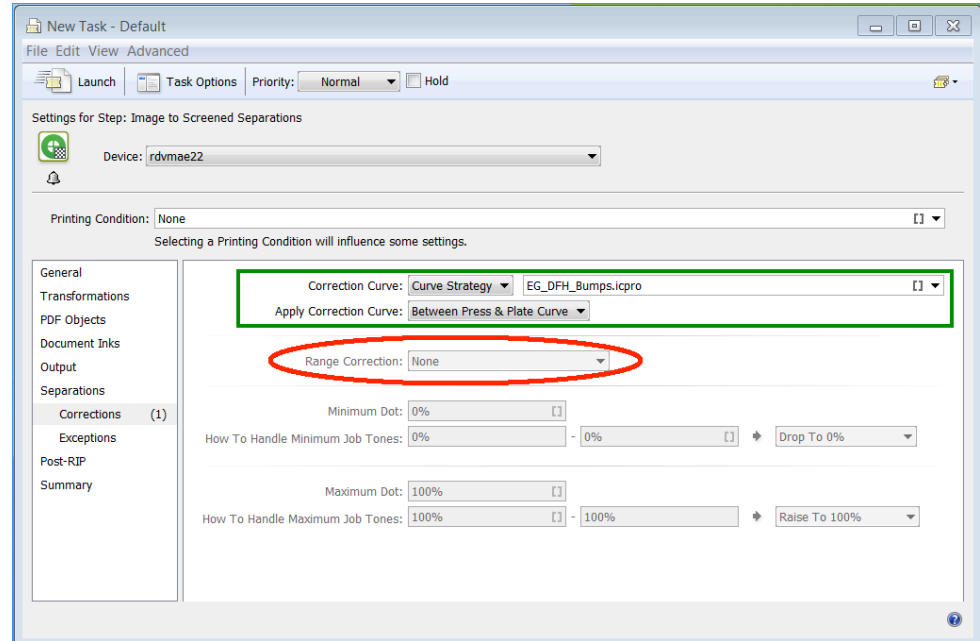 New Task - Default
File Edit View Advanced
Launch Task Options Priority: Normal Hold
Settings for Step: Image to Screened Separations
Device: rdvmae22
Printing Condition: None []
Selecting a Printing Condition will influence some settings.
General
Transformations
PDF Objects
Document Inks
Output
Separations
Corrections (1)
Exceptions
Post-RIP
Summary
Correction Curve: Curve Strategy EG_DFH_Bumps.icpro []
Apply Correction Curve: Between Press & Plate Curve
Range Correction: None
Minimum Dot: 0% []
How To Handle Minimum Job Tones: 0% - 0% [] Drop To 0%
Maximum Dot: 100% []
How To Handle Maximum Job Tones: 100% [] - 100% Raise To 100%